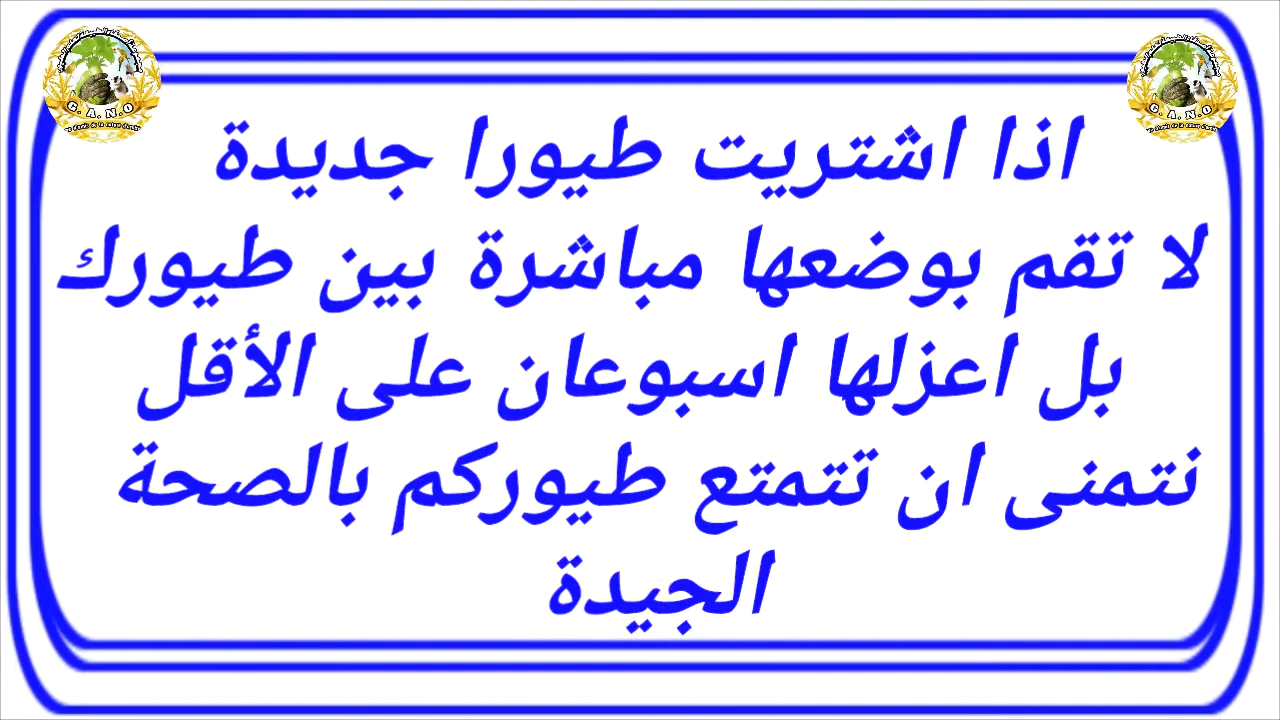 اذا اشتريت طيورا جديدة
لا تقم بوضعها مباشرة بين طيورك
بل اعزلها اسبوعان على الأقل
نتمنى ان تتمتع طيوركم بالصحة
الجيدة
G. A. N. O
G. A. N. O